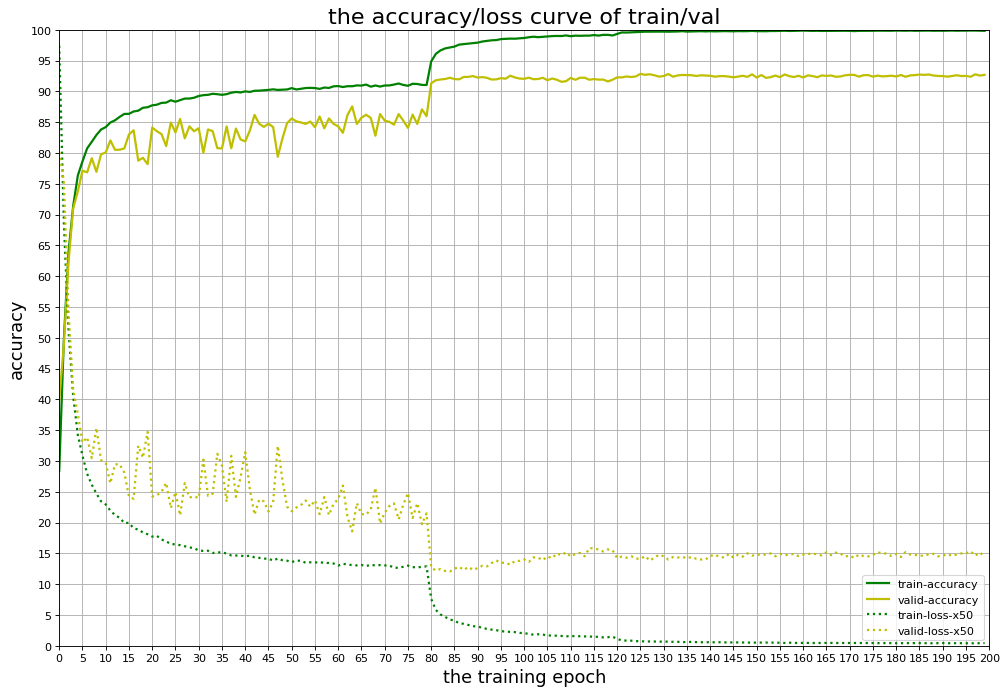 the accuracy/loss curve of train/val
100
95
90
85
80
75
70
65
60
55
50
45
40
35
30
25
20
15
10
5
0
accuracy
train-accuracy
valid-accuracy
train-loss-x50
valid-loss-x50
0 5 10 15 20 25 30 35 40 45 50 55 60 65 70 75 80 85 90 95 100 105 110 115 120 125 130 135 140 145 150 155 160 165 170 175 180 185 190 195 200
the training epoch